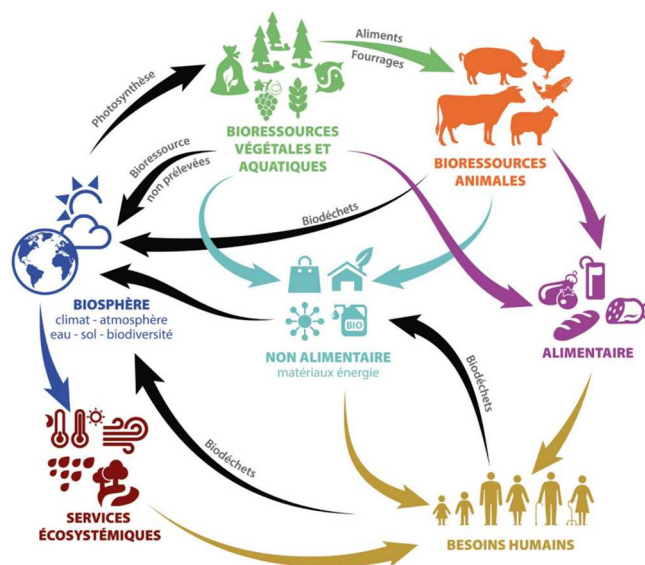 Aliments
Fourrages
Photosynthèse
BIORESSOURCES
VÉGÉTALES ET
AQUATIQUES
BIORESSOURCES
ANIMALES
Bioressource
non prélevées
Biodéchets
BIOSPHÈRE
climat - atmosphère
eau - sol - biodiversité
BIO
NON ALIMENTAIRE
matériaux énergie
ALIMENTAIRE
Biodéchets
Biodéchets
SERVICES
ÉCOSYSTÉMIQUES
BESOINS HUMAINS